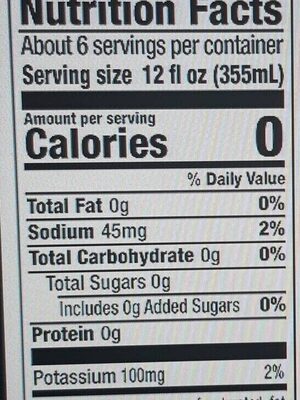 Nutrition Facts
About 6 servings per container
Serving size 12 fl oz (355mL)
Amount per serving
Calories 0
% Daily Value
Total Fat 0g 0%
Sodium 45mg 2%
Total Carbohydrate 0g 0%
Total Sugars 0g
Includes 0g Added Sugars 0%
Protein 0g
Potassium 100mg 2%